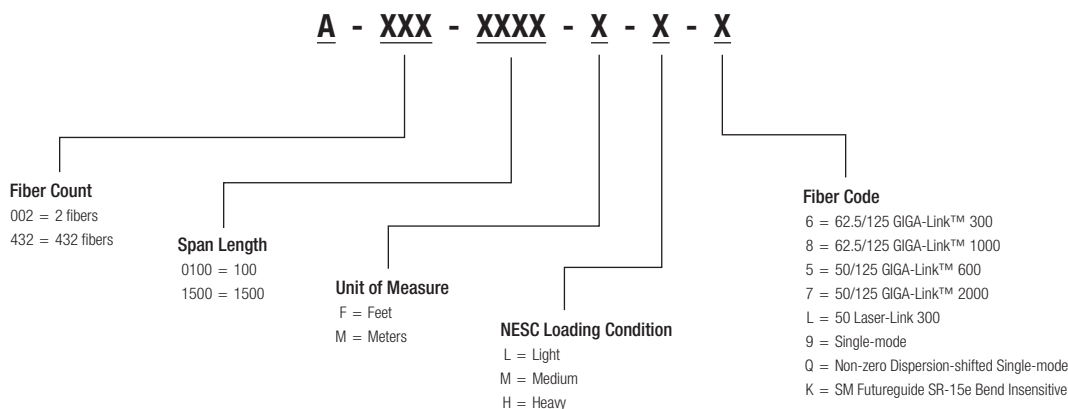 A - XXX - XXXX - X - X - X
Fiber Count
002 = 2 fibers
432 = 432 fibers
Span Length
0100 = 100
1500 = 1500
Unit of Measure
F = Feet
M = Meters
NESC Loading Condition
L = Light
M = Medium
H = Heavy
Fiber Code
6 = 62.5/125 GIGA-Link™ 300
8 = 62.5/125 GIGA-Link™ 1000
5 = 50/125 GIGA-Link™ 600
7 = 50/125 GIGA-Link™ 2000
L = 50 Laser-Link 300
9 = Single-mode
Q = Non-zero Dispersion-shifted Single-mode
K = SM Futureguide SR-15e Bend Insensitive